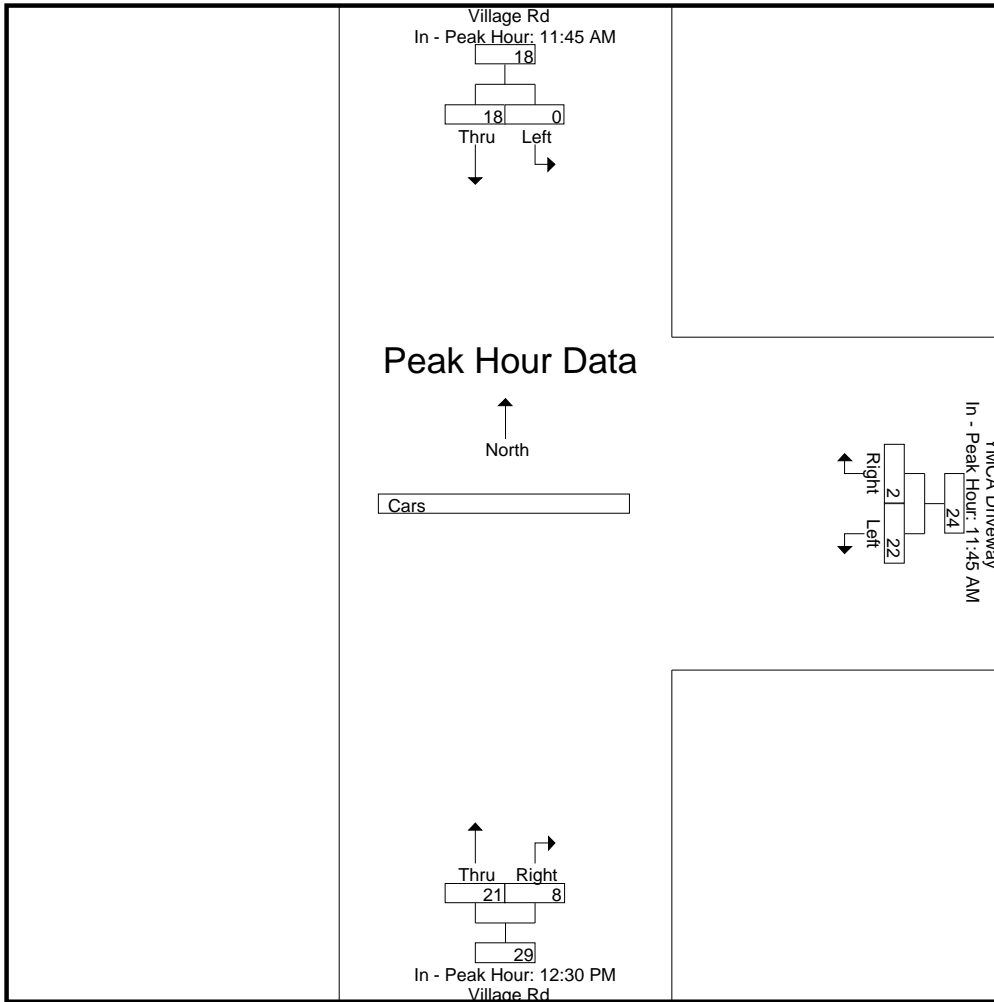 Village Rd
In - Peak Hour: 11:45 AM
18
18 0
Thru Left
Peak Hour Data
North
Cars
YMCA Driveway
In - Peak Hour: 11:45 AM
24
Right Left
2 22
Thru Right
21 8
29
In - Peak Hour: 12:30 PM
Village Rd